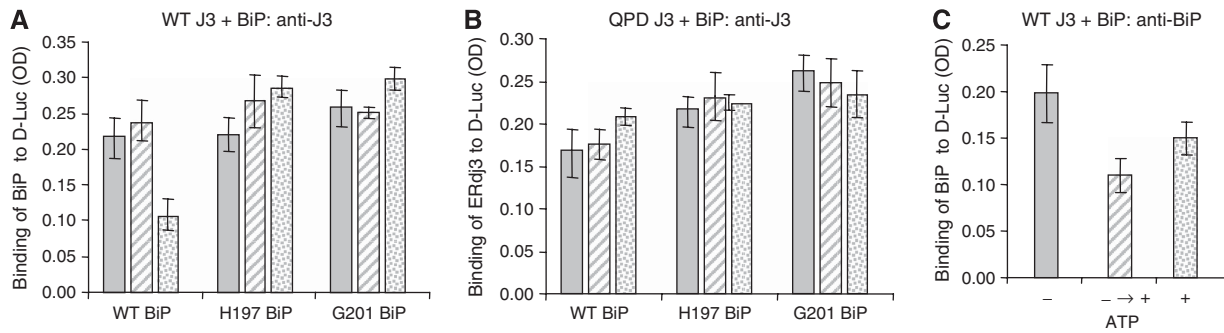 A
WT J3 + BiP: anti-J3
Binding of BiP to D-Luc (OD)
0.35
0.30
0.25
0.20
0.15
0.10
0.05
0.00
WT BiP
H197 BiP
G201 BiP
B
QPD J3 + BiP: anti-J3
Binding of ERdj3 to D-Luc (OD)
0.30
0.25
0.20
0.15
0.10
0.05
0.00
WT BiP
H197 BiP
G201 BiP
C
WT J3 + BiP: anti-BiP
Binding of BiP to D-Luc (OD)
0.25
0.20
0.15
0.10
0.05
0.00
– – → + +
ATP